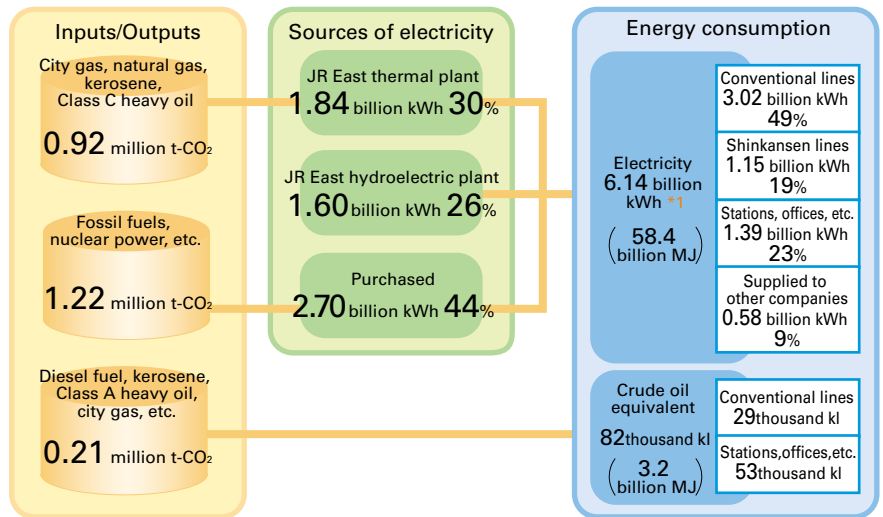 Inputs/Outputs
City gas, natural gas,
kerosene,
Class C heavy oil
0.92 million t-CO₂
Fossil fuels,
nuclear power, etc.
1.22 million t-CO₂
Diesel fuel, kerosene,
Class A heavy oil,
city gas, etc.
0.21 million t-CO₂
Sources of electricity
JR East thermal plant
1.84 billion kWh 30%
JR East hydroelectric plant
1.60 billion kWh 26%
Purchased
2.70 billion kWh 44%
Energy consumption
Electricity
6.14 billion
kWh *1
(58.4
billion MJ)
Conventional lines
3.02 billion kWh
49%
Shinkansen lines
1.15 billion kWh
19%
Stations, offices, etc.
1.39 billion kWh
23%
Supplied to
other companies
0.58 billion kWh
9%
Crude oil
equivalent
82thousand kl
(3.2
billion MJ)
Conventional lines
29thousand kl
Stations,offices,etc.
53thousand kl